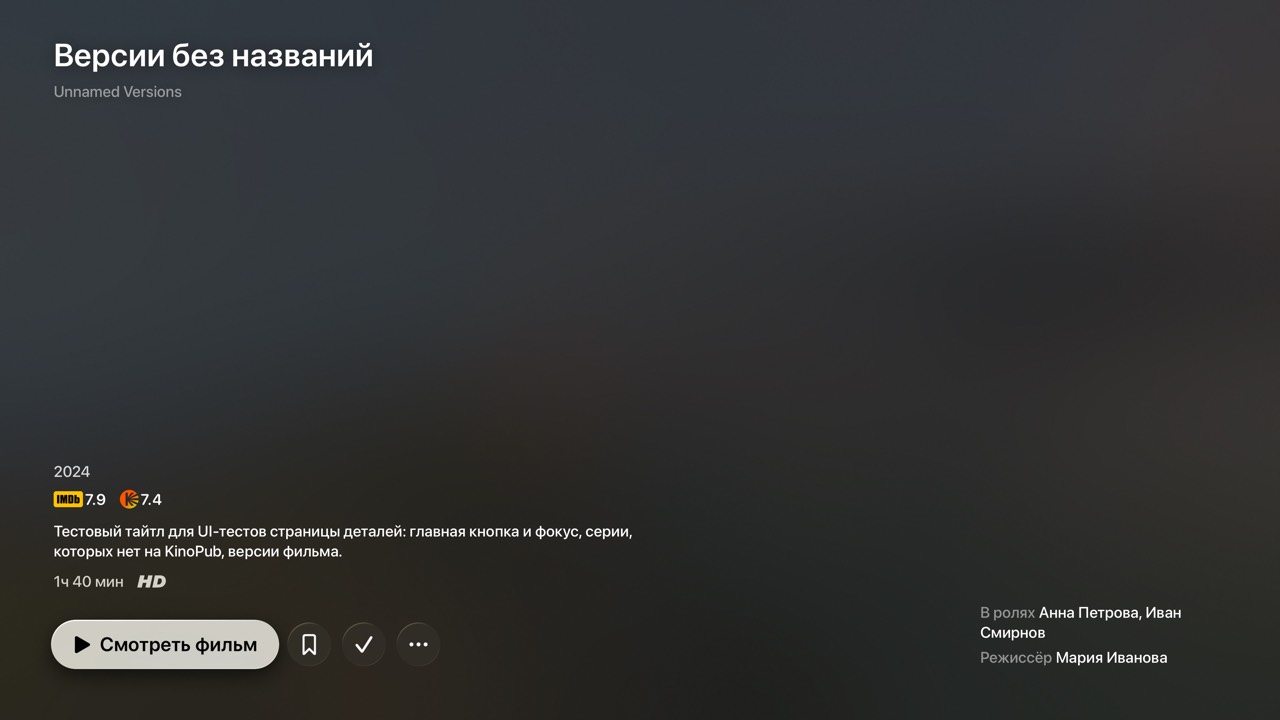 Версии без названий
Unnamed Versions
2024
IMDb 7.9 7.4
Тестовый тайтл для UI-тестов страницы деталей: главная кнопка и фокус, серии,
которых нет на KinoPub, версии фильма.
1ч 40 мин HD
Смотреть фильм
В ролях Анна Петрова, Иван
Смирнов
Режиссёр Мария Иванова